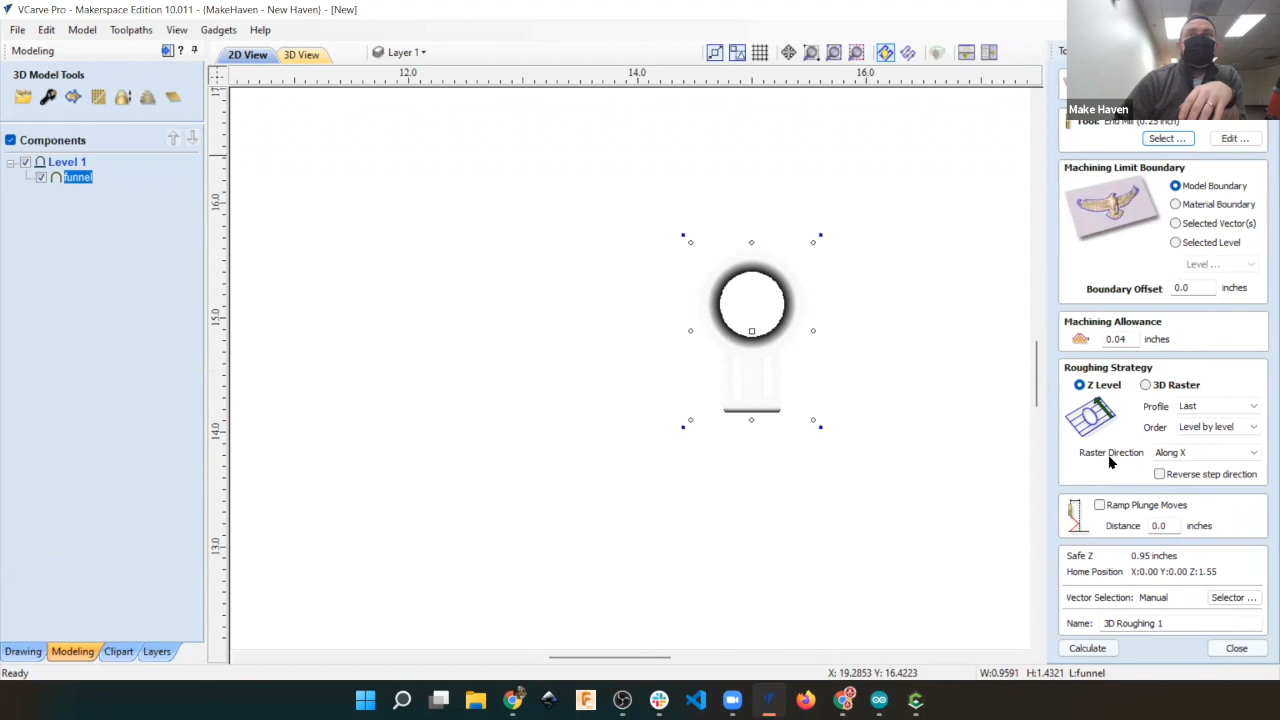 VCarve Pro - Makerspace Edition 10.011 - {MakeHaven - New Haven} - [New]
File Edit Model Toolpaths View Gadgets Help
Modeling ?
2D View 3D View Layer 1
3D Model Tools
12.0 14.0 16.0
Make Haven
Tool: End Mill (0.25 inch)
Select ... Edit ...
Components
Level 1
funnel
Machining Limit Boundary
Model Boundary
Material Boundary
Selected Vector(s)
Selected Level
Level ...
Boundary Offset 0.0 inches
Machining Allowance
0.04 inches
Roughing Strategy
Z Level 3D Raster
Profile Last
Order Level by level
Raster Direction Along X
Reverse step direction
Ramp Plunge Moves
Distance 0.0 inches
Safe Z 0.95 inches
Home Position X:0.00 Y:0.00 Z:1.55
Vector Selection: Manual Selector ...
Name: 3D Roughing 1
Calculate Close
16.0
15.0
14.0
13.0
Drawing Modeling Clipart Layers
Ready X: 19.2853 Y: 16.4223 W:0.9591 H:1.4321 L:funnel